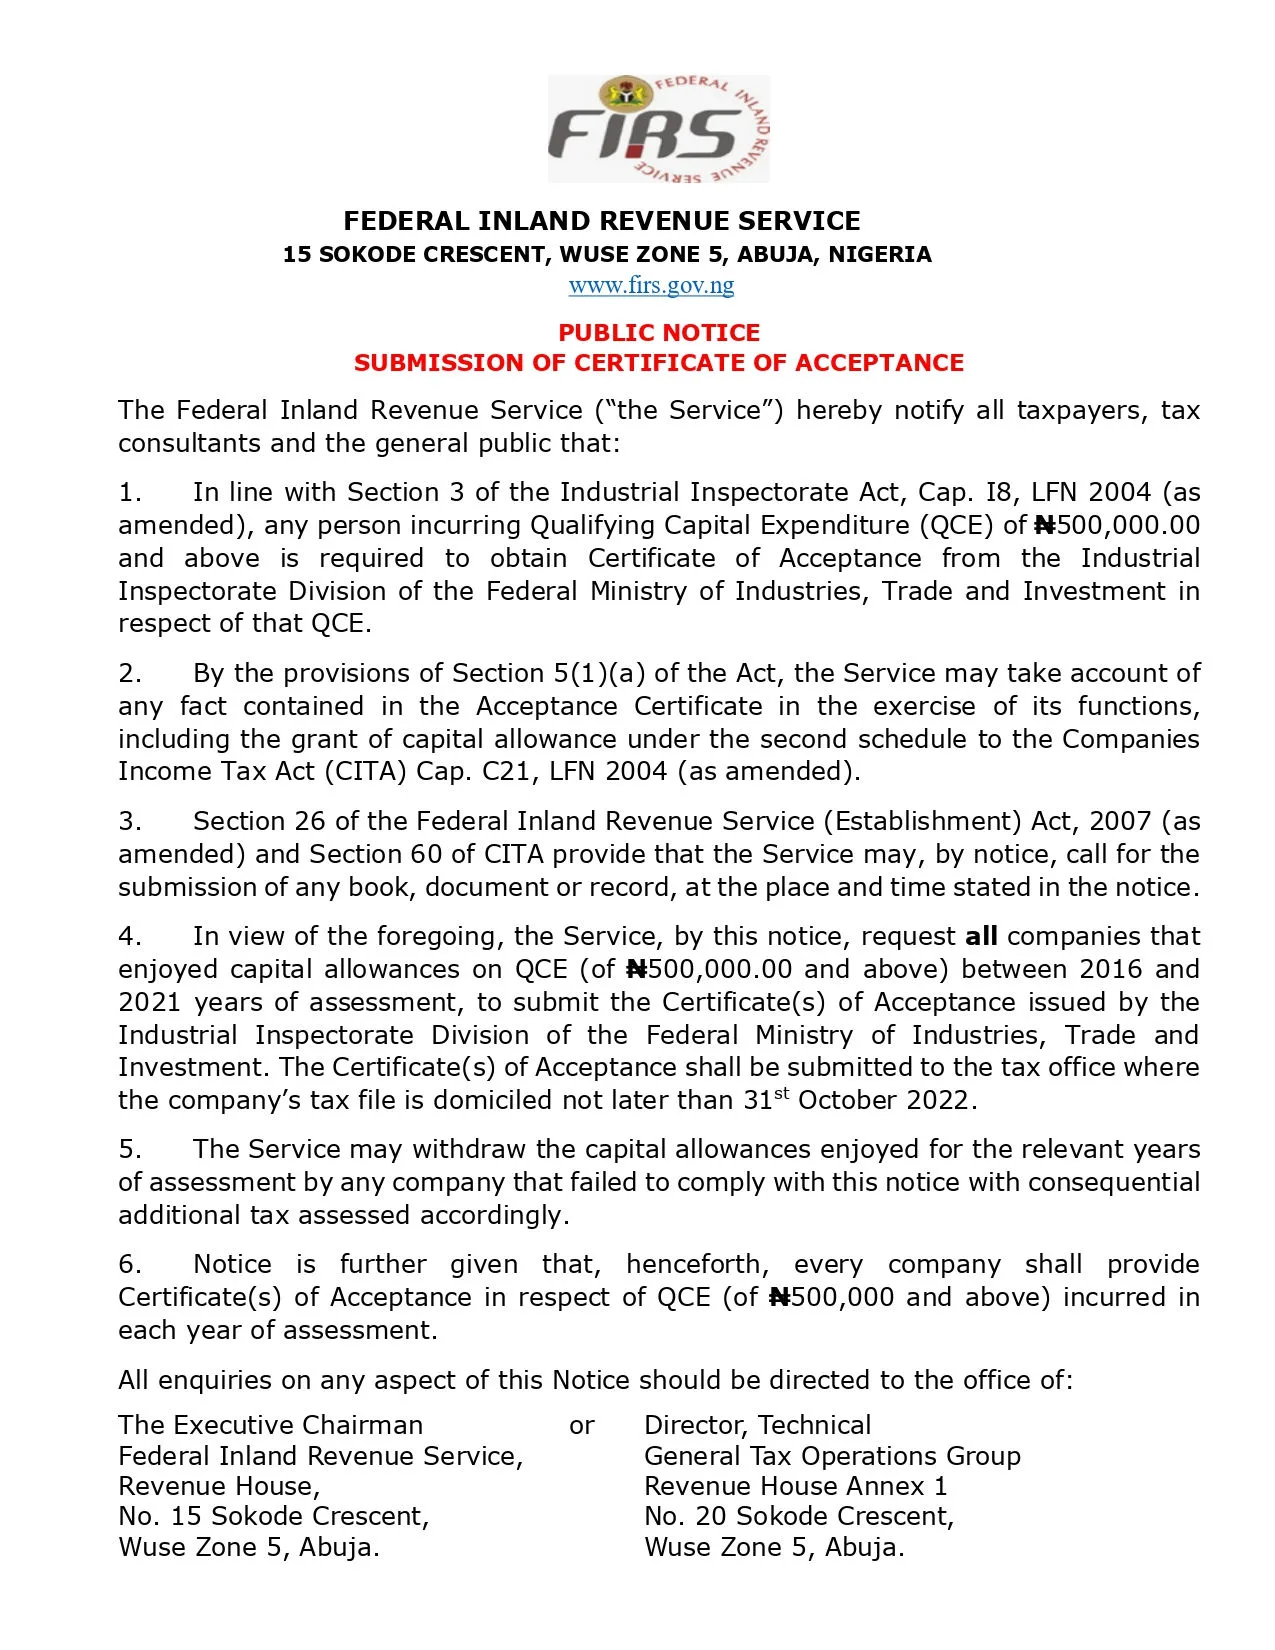 FIRS
FEDERAL INLAND REVENUE SERVICE
FEDERAL INLAND REVENUE SERVICE
15 SOKODE CRESCENT, WUSE ZONE 5, ABUJA, NIGERIA
www.firs.gov.ng
PUBLIC NOTICE
SUBMISSION OF CERTIFICATE OF ACCEPTANCE
The Federal Inland Revenue Service (“the Service”) hereby notify all taxpayers, tax
consultants and the general public that:
1. In line with Section 3 of the Industrial Inspectorate Act, Cap. I8, LFN 2004 (as
amended), any person incurring Qualifying Capital Expenditure (QCE) of ₦500,000.00
and above is required to obtain Certificate of Acceptance from the Industrial
Inspectorate Division of the Federal Ministry of Industries, Trade and Investment in
respect of that QCE.
2. By the provisions of Section 5(1)(a) of the Act, the Service may take account of
any fact contained in the Acceptance Certificate in the exercise of its functions,
including the grant of capital allowance under the second schedule to the Companies
Income Tax Act (CITA) Cap. C21, LFN 2004 (as amended).
3. Section 26 of the Federal Inland Revenue Service (Establishment) Act, 2007 (as
amended) and Section 60 of CITA provide that the Service may, by notice, call for the
submission of any book, document or record, at the place and time stated in the notice.
4. In view of the foregoing, the Service, by this notice, request all companies that
enjoyed capital allowances on QCE (of ₦500,000.00 and above) between 2016 and
2021 years of assessment, to submit the Certificate(s) of Acceptance issued by the
Industrial Inspectorate Division of the Federal Ministry of Industries, Trade and
Investment. The Certificate(s) of Acceptance shall be submitted to the tax office where
the company’s tax file is domiciled not later than 31st October 2022.
5. The Service may withdraw the capital allowances enjoyed for the relevant years
of assessment by any company that failed to comply with this notice with consequential
additional tax assessed accordingly.
6. Notice is further given that, henceforth, every company shall provide
Certificate(s) of Acceptance in respect of QCE (of ₦500,000 and above) incurred in
each year of assessment.
All enquiries on any aspect of this Notice should be directed to the office of:
The Executive Chairman or Director, Technical
Federal Inland Revenue Service, General Tax Operations Group
Revenue House, Revenue House Annex 1
No. 15 Sokode Crescent, No. 20 Sokode Crescent,
Wuse Zone 5, Abuja. Wuse Zone 5, Abuja.